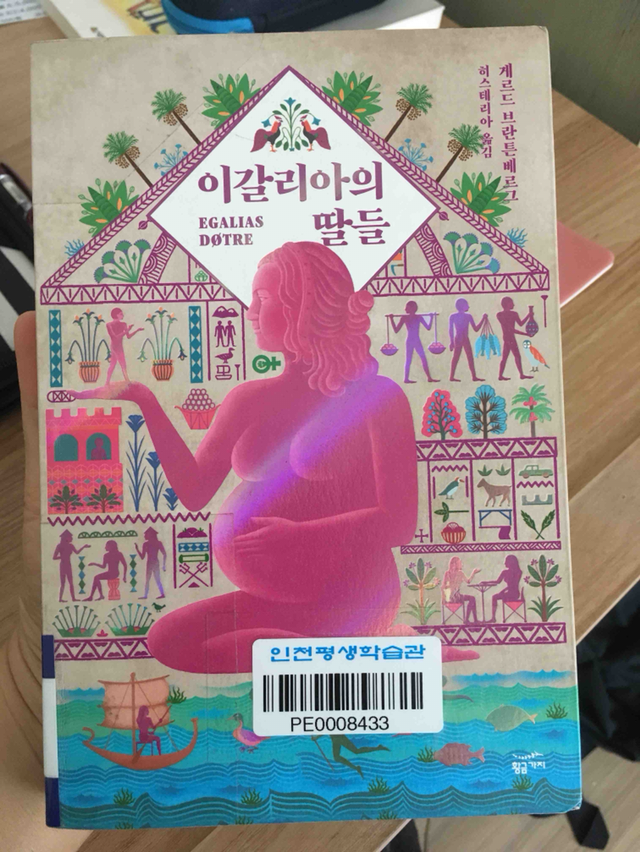 게르드 브란튼베르그
히스테리아 옮김
이갈리아의
딸들
EGALIAS
DØTRE
인천평생학습관
PE0008433
황금가지